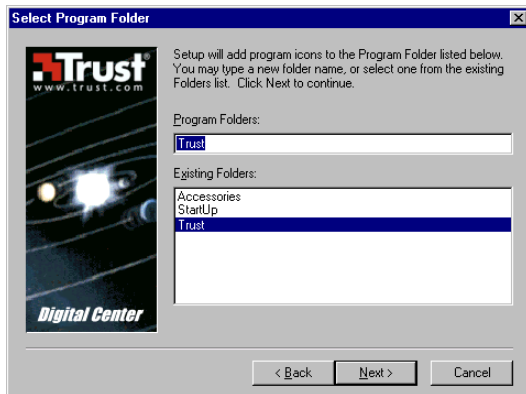 Select Program Folder
Trust
www.trust.com
Digital Center
Setup will add program icons to the Program Folder listed below.
You may type a new folder name, or select one from the existing
Folders list. Click Next to continue.
Program Folders:
Trust
Existing Folders:
Accessories
StartUp
Trust
< Back
Next >
Cancel